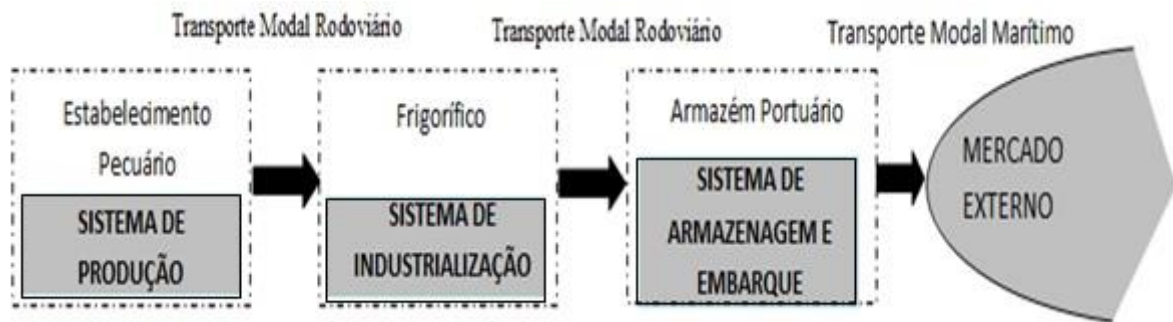 Transporte Modal Rodoviário
Transporte Modal Rodoviário
Transporte Modal Marítimo
Estabelecimento
Pecuário
SISTEMA DE
PRODUÇÃO
Frigorífico
SISTEMA DE
INDUSTRIALIZAÇÃO
Armazém Portuário
SISTEMA DE
ARMAZENAGEM E
EMBARQUE
MERCADO
EXTERNO